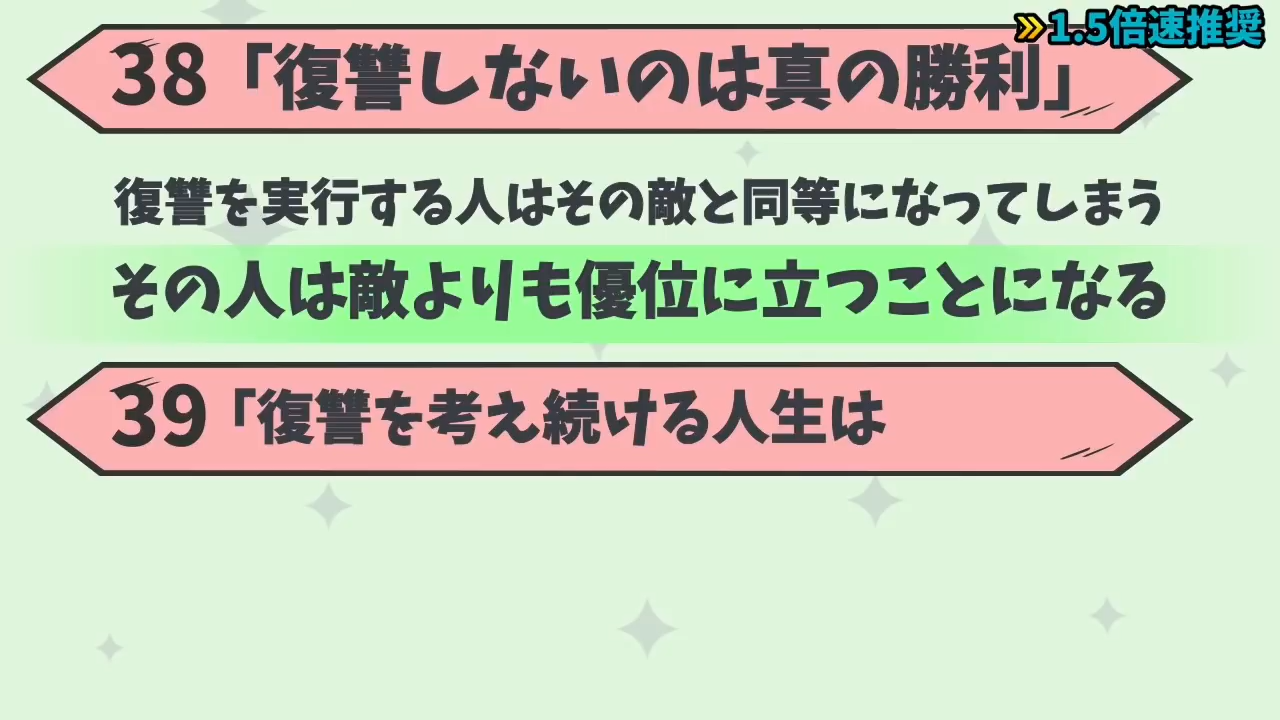 1.5倍速推奨
38「復讐しないのは真の勝利」
復讐を実行する人はその敵と同等になってしまう
その人は敵よりも優位に立つことになる
39「復讐を考え続ける人生は